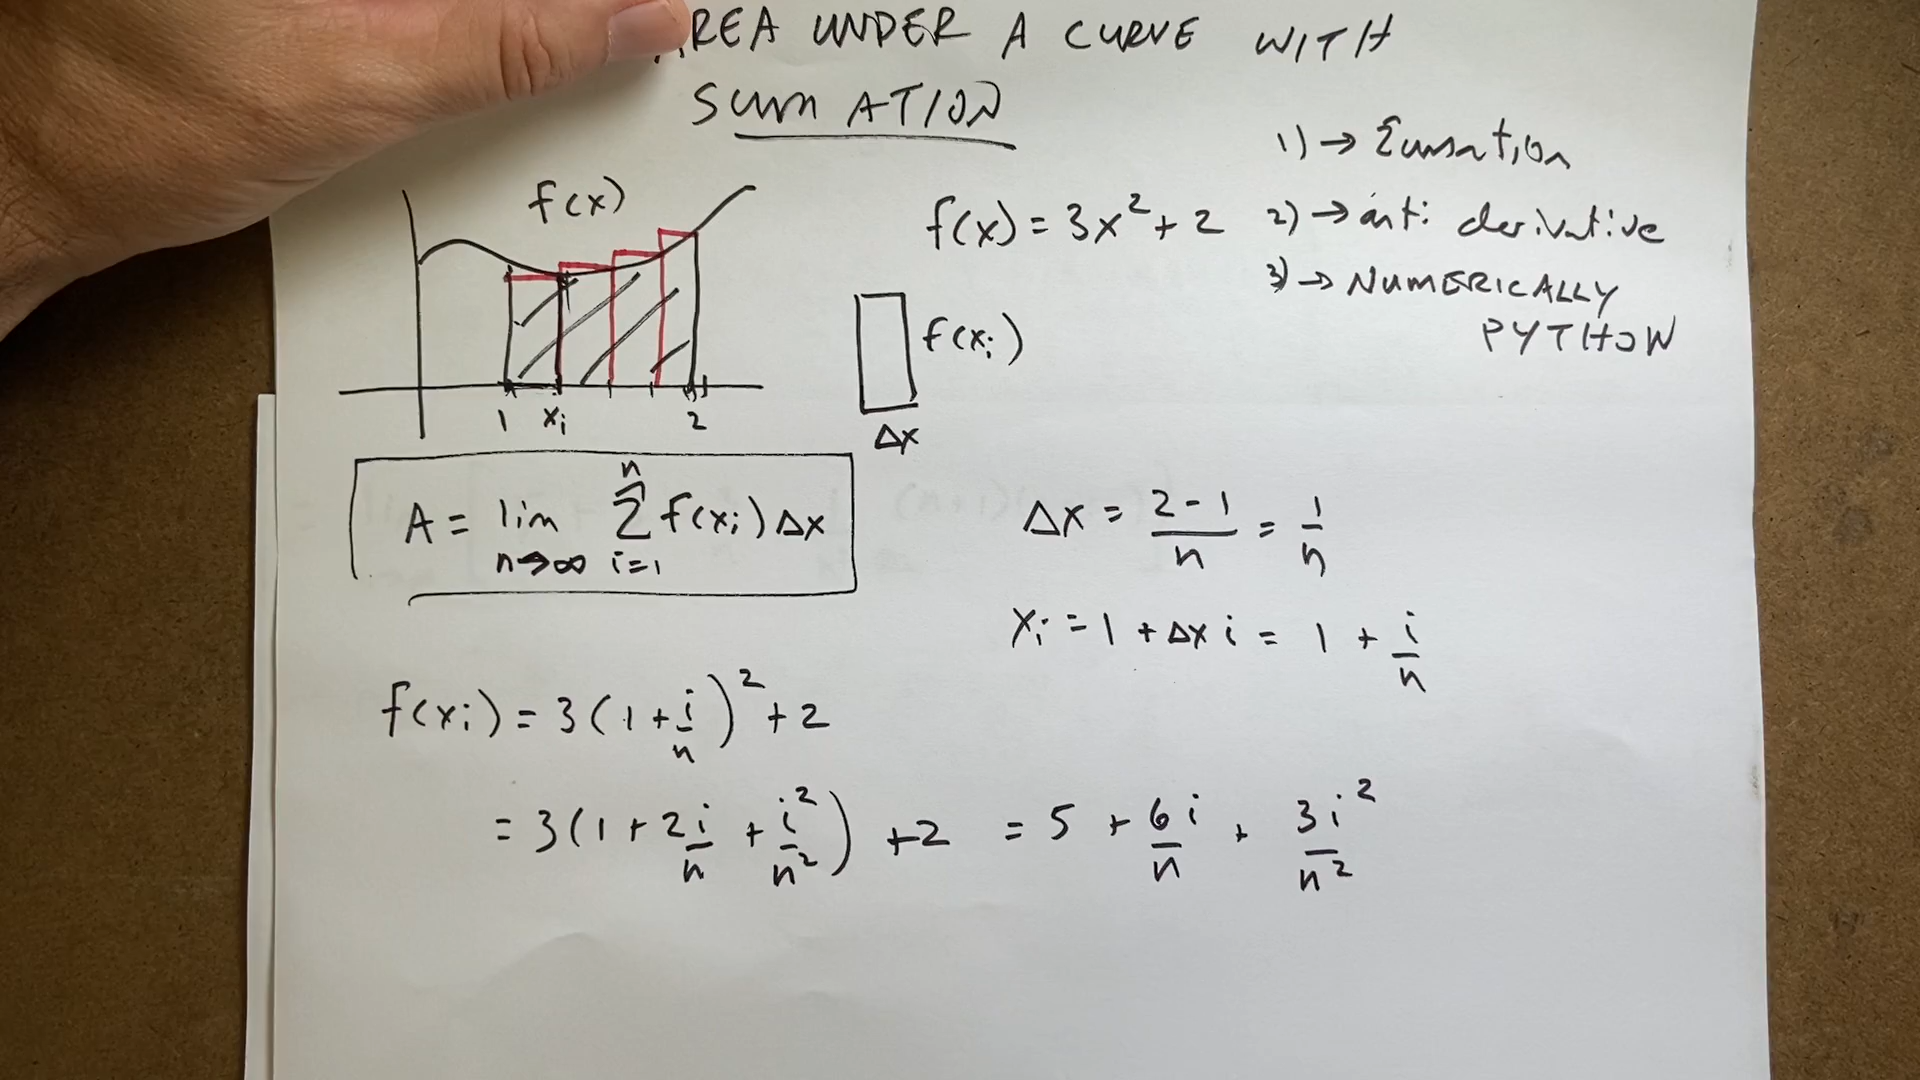 AREA UNDER A CURVE WITH
SUMATION
1) → Σumation
f(x)
f(x) = 3x² + 2
2) → anti derivative
3) → NUMERICALLY
PYTHON
f(xᵢ)
Δx
1 xᵢ 2
A = lim n→∞ Σ i=1 n f(xᵢ) Δx
Δx = (2 - 1)/n = 1/n
xᵢ = 1 + Δx i = 1 + i/n
f(xᵢ) = 3(1 + i/n)² + 2
= 3(1 + 2i/n + i²/n²) + 2 = 5 + 6i/n + 3i²/n²